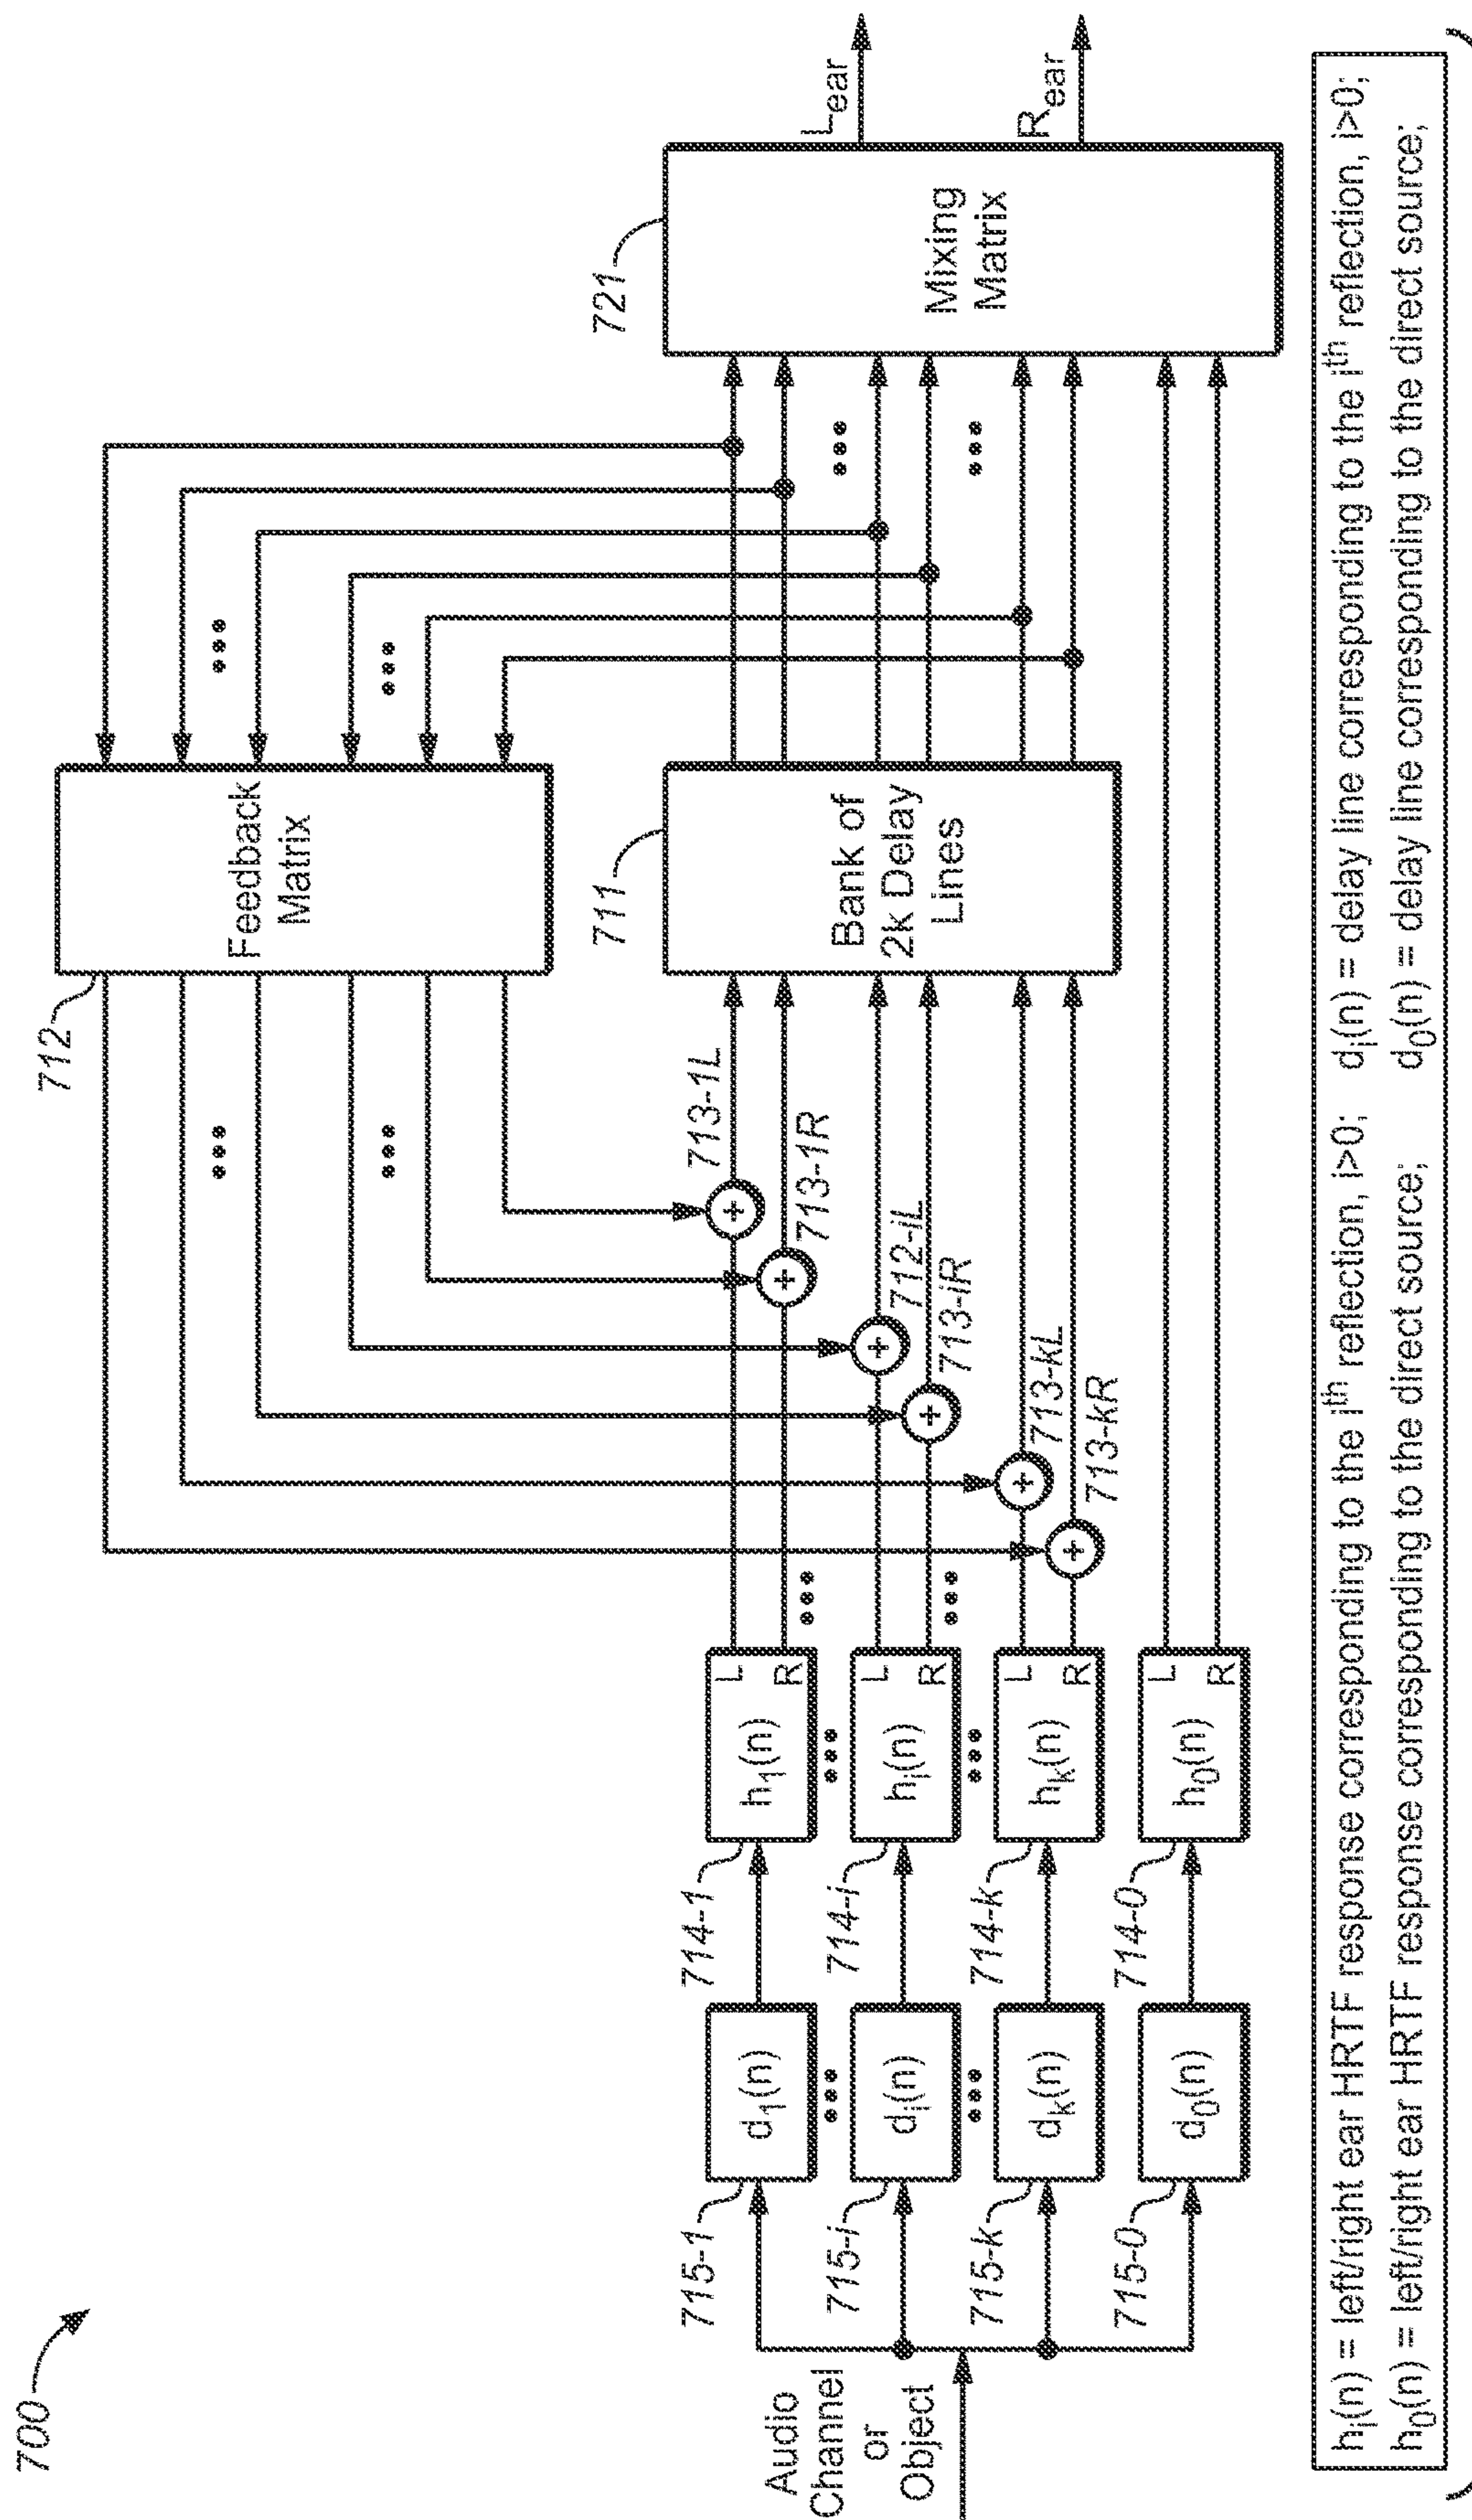 700
Audio
Channel
or
Object
715-1
715-i
715-k
715-0
d1(n)
di(n)
dk(n)
d0(n)
714-1
714-i
714-k
714-0
h1(n)
L
R
hi(n)
L
R
hk(n)
L
R
h0(n)
L
R
713-1L
713-1R
712-iL
713-iR
713-kL
713-kR
712
Feedback
Matrix
711
Bank of
2k Delay
Lines
721
Mixing
Matrix
Lear
Rear
hi(n) = left/right ear HRTF response corresponding to the ith reflection, i>0; di(n) = delay line corresponding to the ith reflection, i>0;
h0(n) = left/right ear HRTF response corresponding to the direct source; d0(n) = delay line corresponding to the direct source;